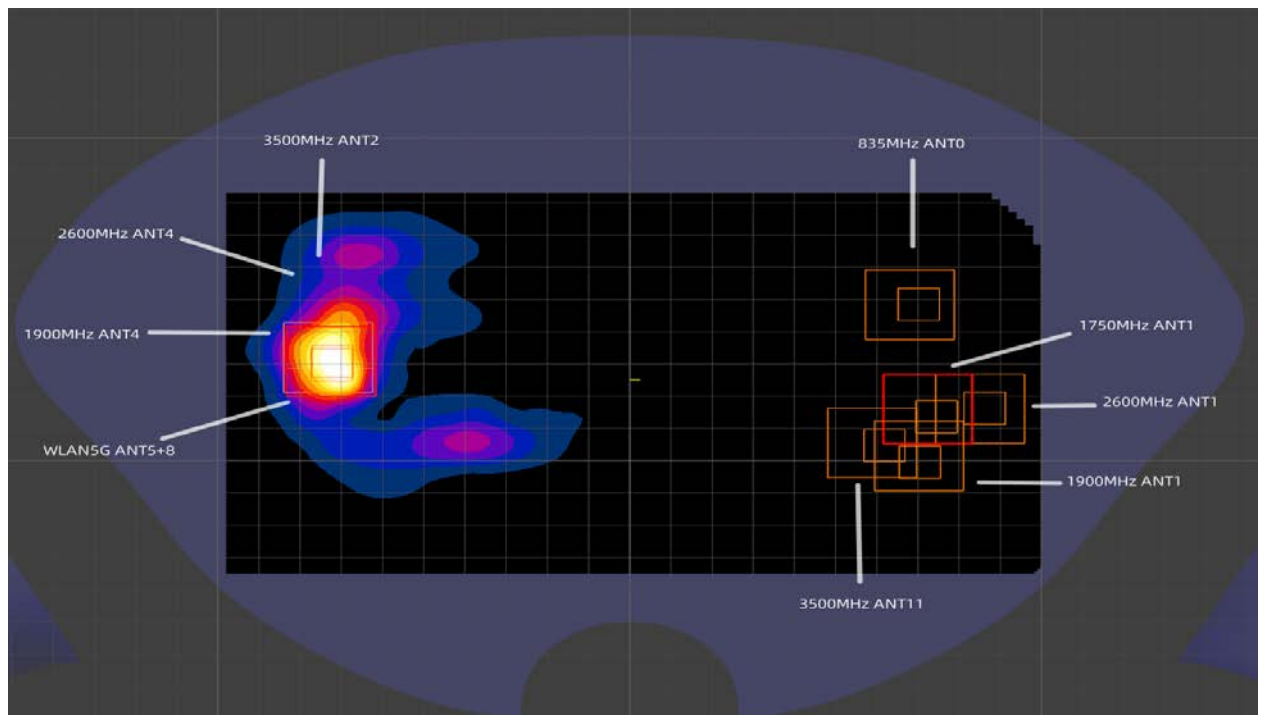 3500MHz ANT2
835MHz ANT0
2600MHz ANT4
1900MHz ANT4
1750MHz ANT1
2600MHz ANT1
WLAN5G ANT5+8
1900MHz ANT1
3500MHz ANT11